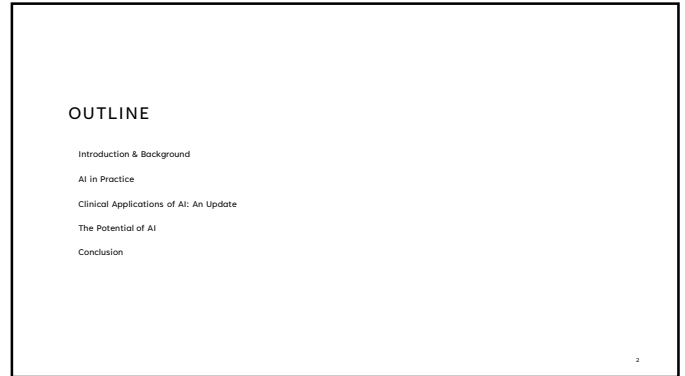 OUTLINE
Introduction & Background
AI in Practice
Clinical Applications of AI: An Update
The Potential of AI
Conclusion
2